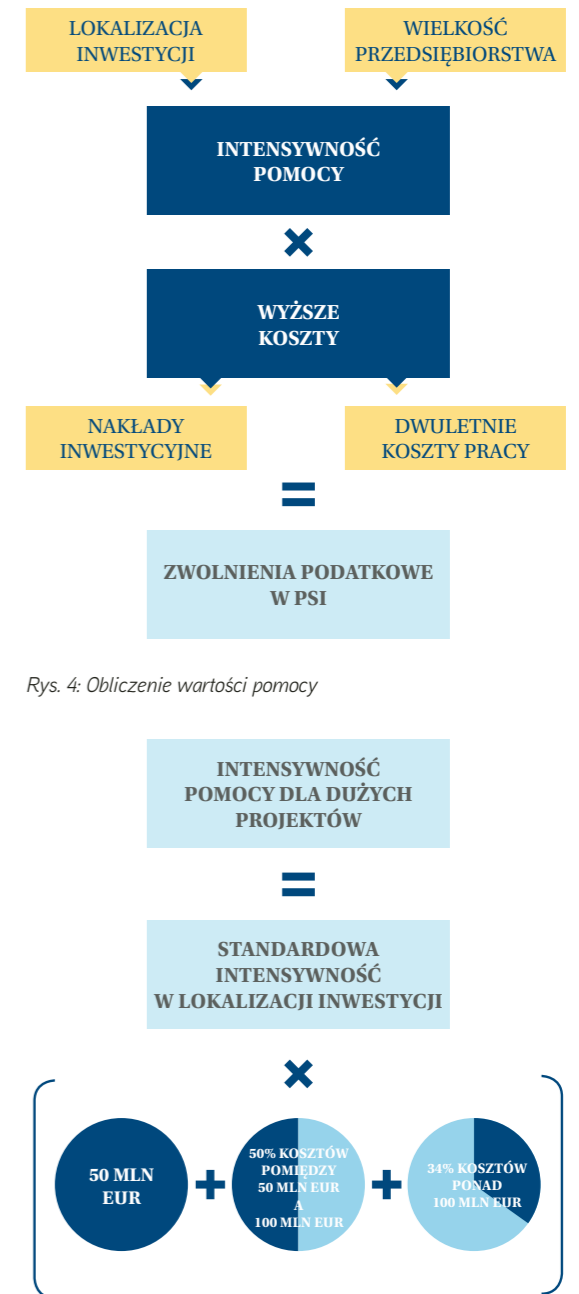 LOKALIZACJA
INWESTYCJI
WIELKOŚĆ
PRZEDSIĘBIORSTWA
INTENSYWNOŚĆ
POMOCY
×
WYŻSZE
KOSZTY
NAKŁADY
INWESTYCYJNE
DWULETNIE
KOSZTY PRACY
=
ZWOLNIENIA PODATKOWE
W PSI
Rys. 4: Obliczenie wartości pomocy
INTENSYWNOŚĆ
POMOCY DLA DUŻYCH
PROJEKTÓW
=
STANDARDOWA
INTENSYWNOŚĆ
W LOKALIZACJI INWESTYCJI
×
50 MLN
EUR
+
50% KOSZTÓW
POMIĘDZY
50 MLN EUR
A
100 MLN EUR
+
34% KOSZTÓW
PONAD
100 MLN EUR